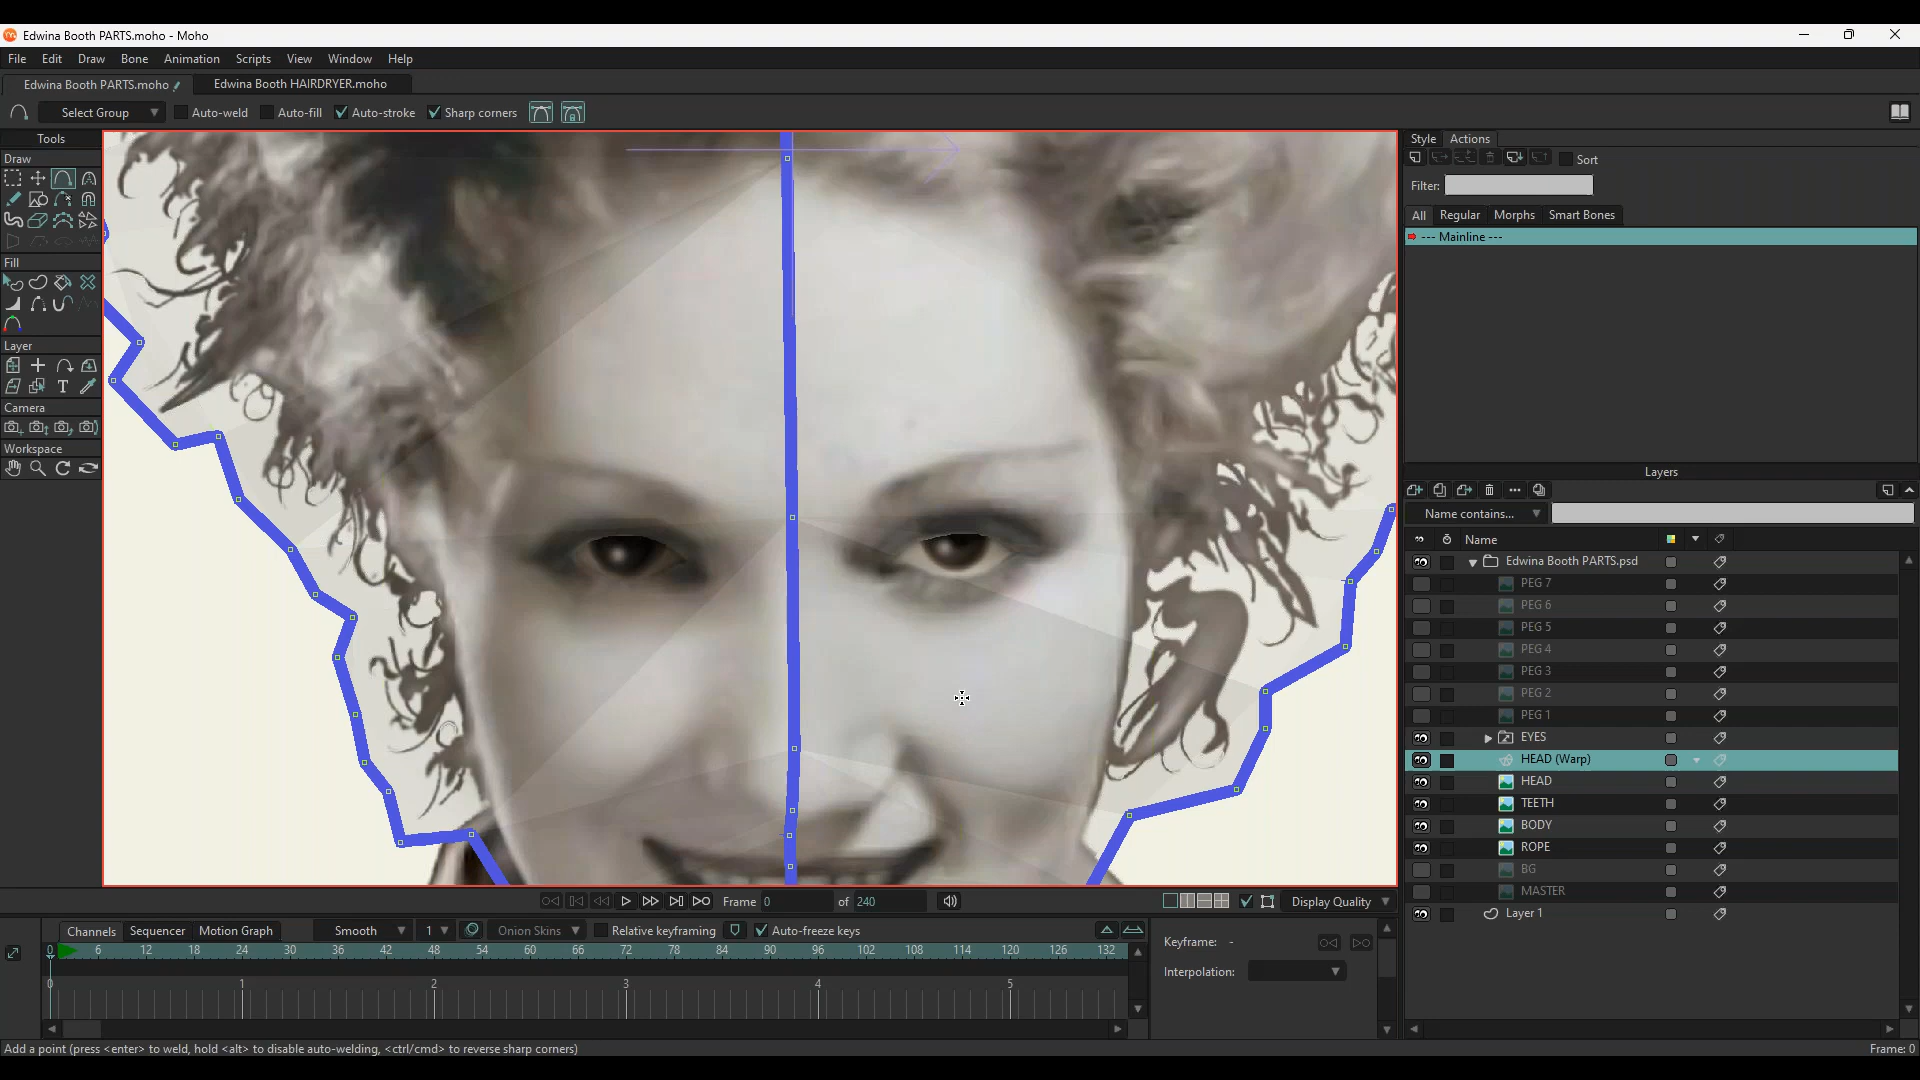 Edwina Booth PARTS.moho - Moho
File Edit Draw Bone Animation Scripts View Window Help
Edwina Booth PARTS.moho Edwina Booth HAIRDRYER.moho
Select Group Auto-weld Auto-fill Auto-stroke Sharp corners
Tools
Draw
Fill
Layer
Camera
Workspace
Style Actions
Sort
Filter:
All Regular Morphs Smart Bones
--- Mainline ---
Layers
Name contains...
Name
Edwina Booth PARTS.psd
PEG 7
PEG 6
PEG 5
PEG 4
PEG 3
PEG 2
PEG 1
EYES
HEAD (Warp)
HEAD
TEETH
BODY
ROPE
BG
MASTER
Layer 1
Frame 0 of 240 Display Quality
Channels Sequencer Motion Graph Smooth 1 Onion Skins Relative keyframing Auto-freeze keys
0 6 12 18 24 30 36 42 48 54 60 66 72 78 84 90 96 102 108 114 120 126 132
0 1 2 3 4 5
Keyframe: -
Interpolation:
Add a point (press <enter> to weld, hold <alt> to disable auto-welding, <ctrl/cmd> to reverse sharp corners)
Frame: 0